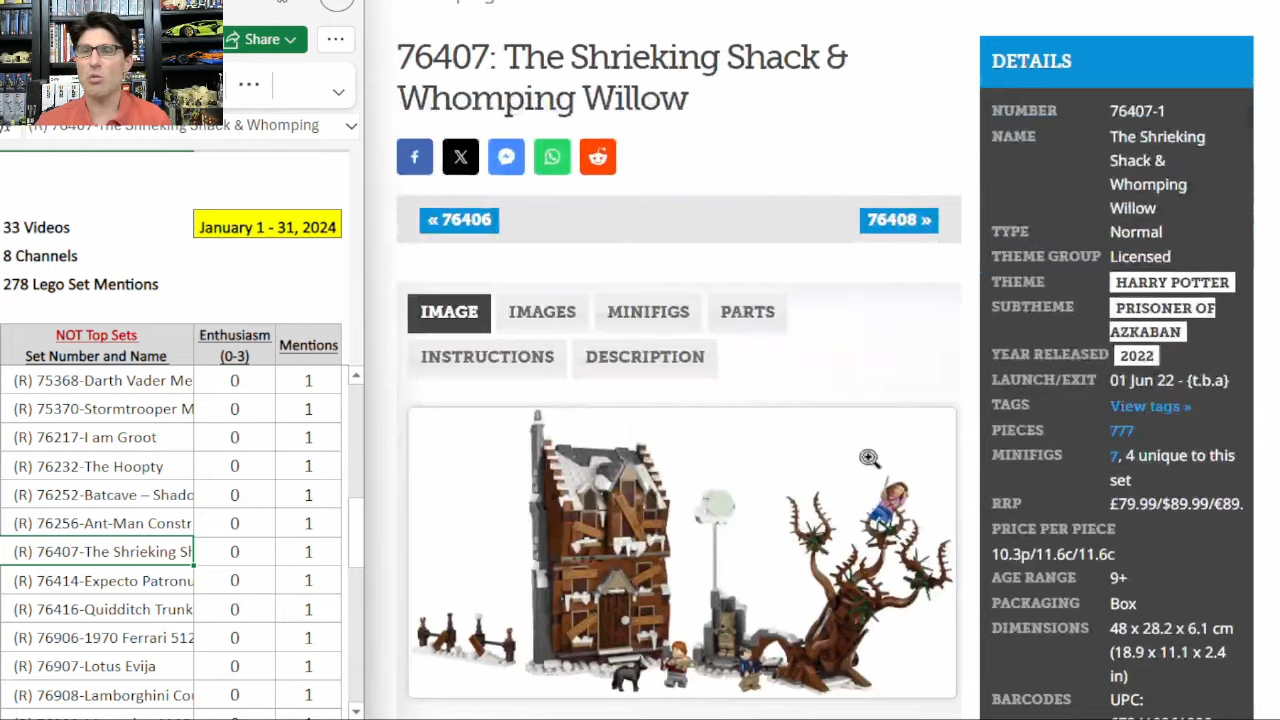 Share
...
...
(R) 76407-The Shrieking Shack & Whomping
33 Videos
January 1 - 31, 2024
8 Channels
278 Lego Set Mentions
NOT Top Sets
Set Number and Name
Enthusiasm
(0-3)
Mentions
(R) 75368-Darth Vader Me 0 1
(R) 75370-Stormtrooper M 0 1
(R) 76217-I am Groot 0 1
(R) 76232-The Hoopty 0 1
(R) 76252-Batcave – Shado 0 1
(R) 76256-Ant-Man Constr 0 1
(R) 76407-The Shrieking Sh 0 1
(R) 76414-Expecto Patronu 0 1
(R) 76416-Quidditch Trunk 0 1
(R) 76906-1970 Ferrari 512 0 1
(R) 76907-Lotus Evija 0 1
(R) 76908-Lamborghini Cou 0 1
76407: The Shrieking Shack &
Whomping Willow
« 76406
76408 »
IMAGE IMAGES MINIFIGS PARTS
INSTRUCTIONS DESCRIPTION
DETAILS
NUMBER 76407-1
NAME The Shrieking
Shack &
Whomping
Willow
TYPE Normal
THEME GROUP Licensed
THEME HARRY POTTER
SUBTHEME PRISONER OF
AZKABAN
YEAR RELEASED 2022
LAUNCH/EXIT 01 Jun 22 - {t.b.a}
TAGS View tags »
PIECES 777
MINIFIGS 7, 4 unique to this
set
RRP £79.99/$89.99/€89.
PRICE PER PIECE
10.3p/11.6c/11.6c
AGE RANGE 9+
PACKAGING Box
DIMENSIONS 48 x 28.2 x 6.1 cm
(18.9 x 11.1 x 2.4
in)
BARCODES UPC: